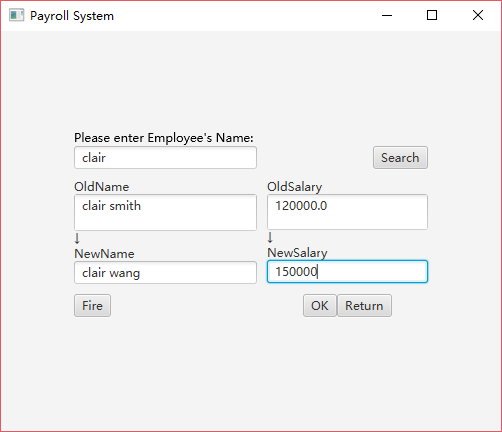 Payroll System
Please enter Employee's Name:
clair Search
OldName OldSalary
clair smith 120000.0
↓ ↓
NewName NewSalary
clair wang 150000
Fire OK Return